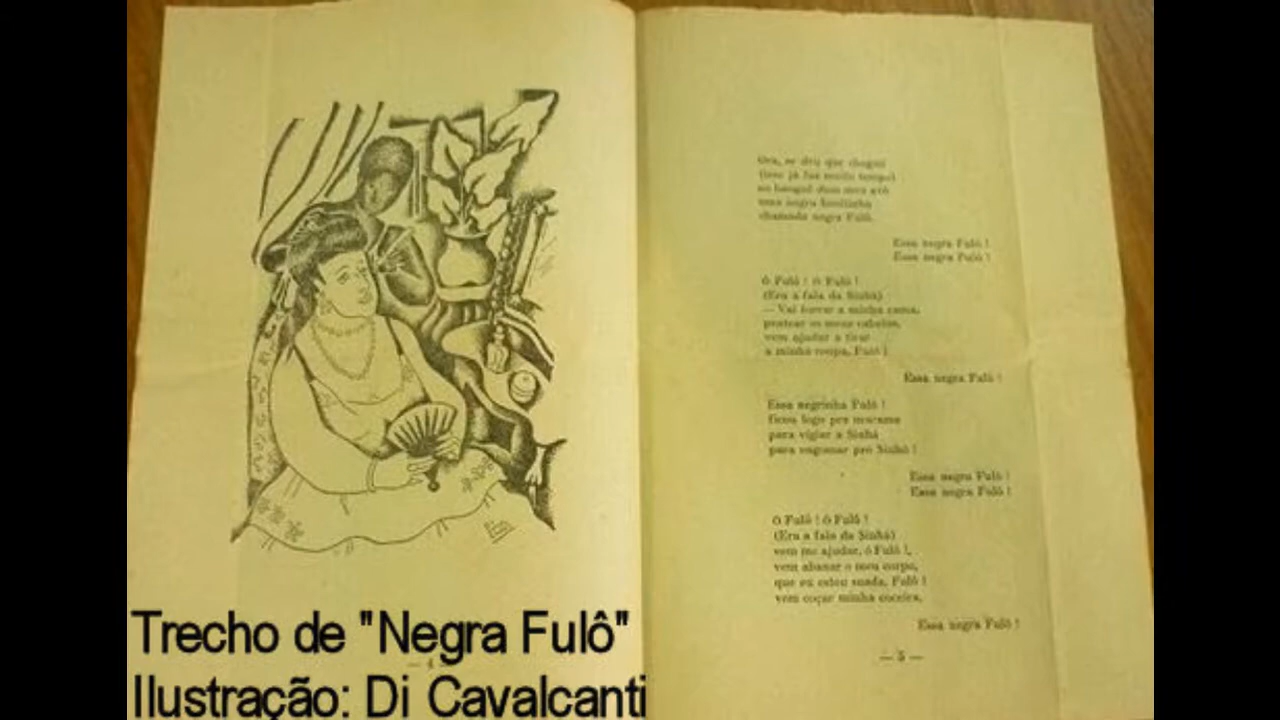 Trecho de "Negra Fulô"
Ilustração: Di Cavalcanti
— 4
Ora, se deu que chegou
(isso já faz muito tempo)
no bangué dum meu avô
uma negra bonitinha
chamada negra Fulô.
Essa negra Fulô !
Essa negra Fulô !
ô Fulô ! ô Fulô !
(Era a fala da Sinhá)
— Vai forrar a minha cama,
pentear os meus cabelos,
vem ajudar a tirar
a minha roupa, Fulô !
Essa negra Fulô !
Essa negrinha Fulô !
ficou logo pra mucama
para vigiar a Sinhá
para engomar pro Sinhô !
Essa negra Fulô !
Essa negra Fulô !
ô Fulô ! ô Fulô !
(Era a fala da Sinhá)
vem me ajudar, ó Fulô !,
vem abanar o meu corpo,
que eu estou suada, Fulô !
vem coçar minha coceira,
Essa negra Fulô !
— 5 —